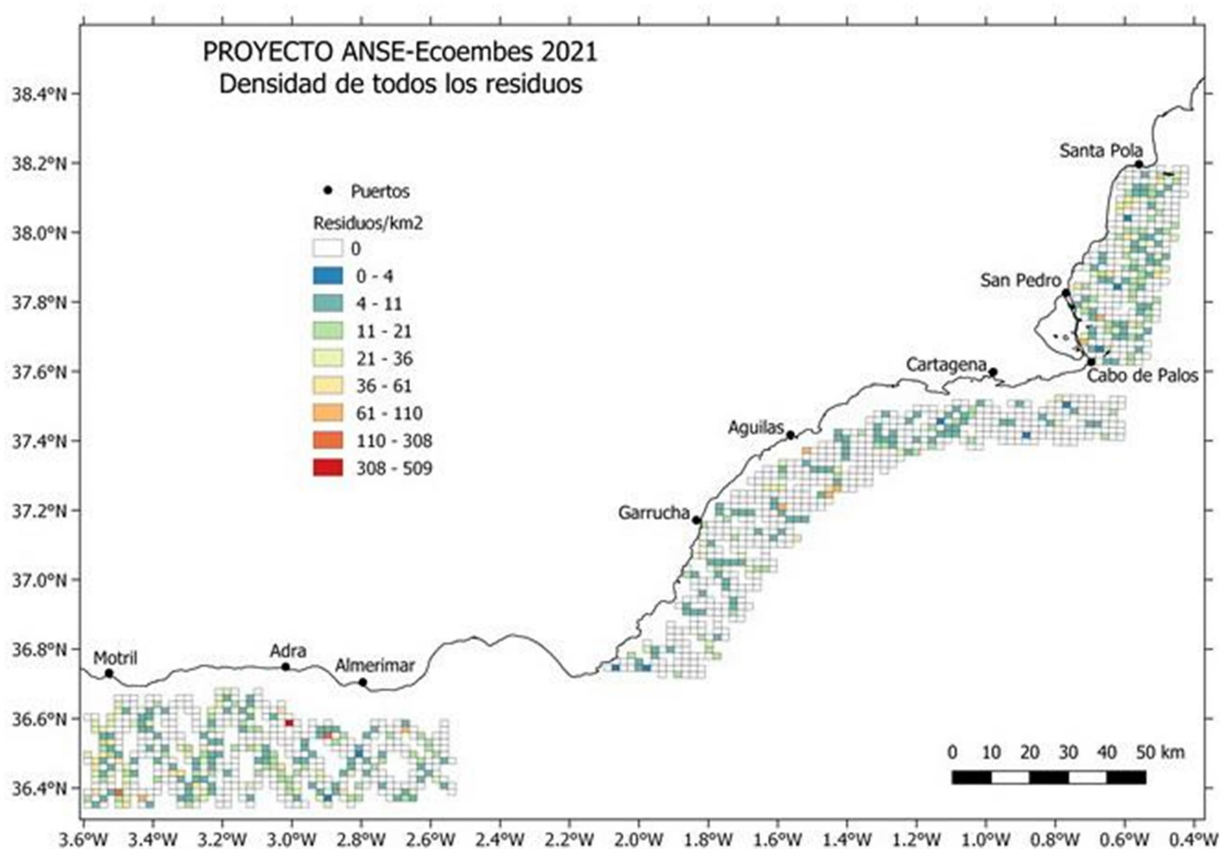 PROYECTO ANSE-Ecoembes 2021
Densidad de todos los residuos
38.4°N
38.2°N
38.0°N
37.8°N
37.6°N
37.4°N
37.2°N
37.0°N
36.8°N
36.6°N
36.4°N
Puertos
Residuos/km2
0
0 - 4
4 - 11
11 - 21
21 - 36
36 - 61
61 - 110
110 - 308
308 - 509
Santa Pola
San Pedro
Cartagena
Cabo de Palos
Aguilas
Garrucha
Motril
Adra
Almerimar
0 10 20 30 40 50 km
3.6°W 3.4°W 3.2°W 3.0°W 2.8°W 2.6°W 2.4°W 2.2°W 2.0°W 1.8°W 1.6°W 1.4°W 1.2°W 1.0°W 0.8°W 0.6°W 0.4°W